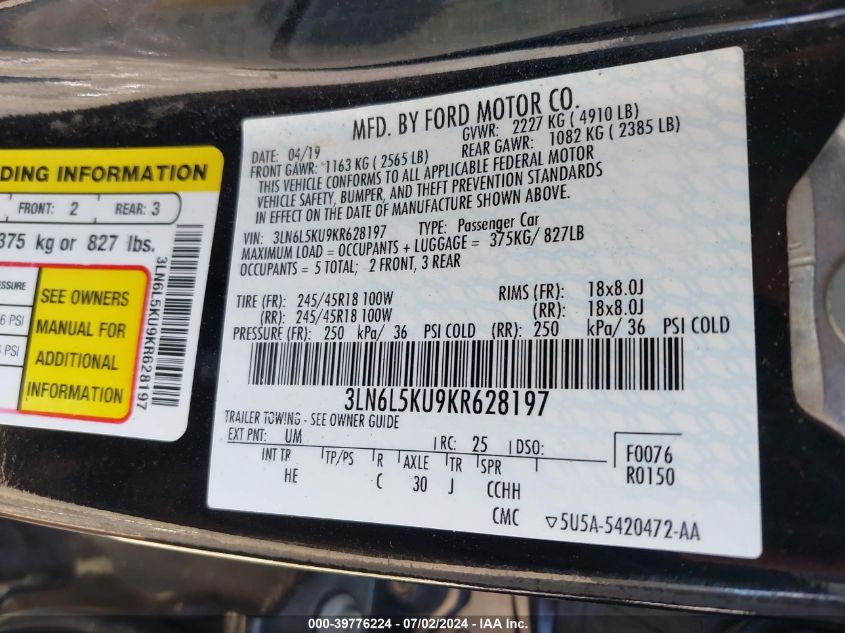 MFD. BY FORD MOTOR CO.
DATE: 04/19 GVWR: 2227 KG ( 4910 LB)
FRONT GAWR: 1163 KG ( 2565 LB) REAR GAWR: 1082 KG ( 2385 LB)
THIS VEHICLE CONFORMS TO ALL APPLICABLE FEDERAL MOTOR
VEHICLE SAFETY, BUMPER, AND THEFT PREVENTION STANDARDS
IN EFFECT ON THE DATE OF MANUFACTURE SHOWN ABOVE.
VIN: 3LN6L5KU9KR628197 TYPE: Passenger Car
MAXIMUM LOAD = OCCUPANTS + LUGGAGE = 375KG/ 827LB
OCCUPANTS = 5 TOTAL; 2 FRONT, 3 REAR
TIRE (FR): 245/45R18 100W RIMS (FR): 18x8.0J
(RR): 245/45R18 100W (RR): 18x8.0J
PRESSURE (FR): 250 kPa/ 36 PSI COLD (RR): 250 kPa/ 36 PSI COLD
3LN6L5KU9KR628197
TRAILER TOWING - SEE OWNER GUIDE
EXT PNT: UM RC: 25 DSO: F0076
INT TR TP/PS R AXLE TR SPR R0150
HE C 30 J CCHH
CMC ▽5U5A-5420472-AA
DING INFORMATION
FRONT: 2 REAR: 3
375 kg or 827 lbs.
SEE OWNERS
MANUAL FOR
ADDITIONAL
INFORMATION
6 PSI
PSI
3LN6L5KU9KR628197
000-39776224 - 07/02/2024 - IAA Inc.